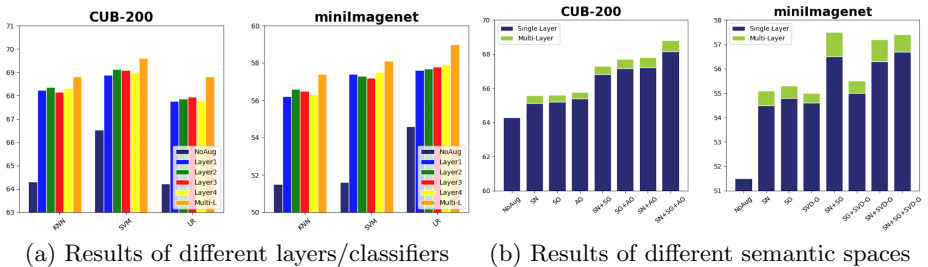 CUB-200
71
70
69
68
67
66
65
64
63
KNN
SVM
LR
NoAug
Layer1
Layer2
Layer3
Layer4
Multi-L
miniImagenet
60
58
56
54
52
50
KNN
SVM
LR
NoAug
Layer1
Layer2
Layer3
Layer4
Multi-L
(a) Results of different layers/classifiers
CUB-200
70
68
66
64
62
60
Single Layer
Multi-Layer
NoAug
SN
SG
AG
SN+SG
SG+AG
SN+AG
SN+SG+AG
miniImagenet
58
57
56
55
54
53
52
51
Single Layer
Multi-Layer
NoAug
SN
SG
SVD-G
SN+SG
SG+SVD-G
SN+SVD-G
SN+SG+SVD-G
(b) Results of different semantic spaces